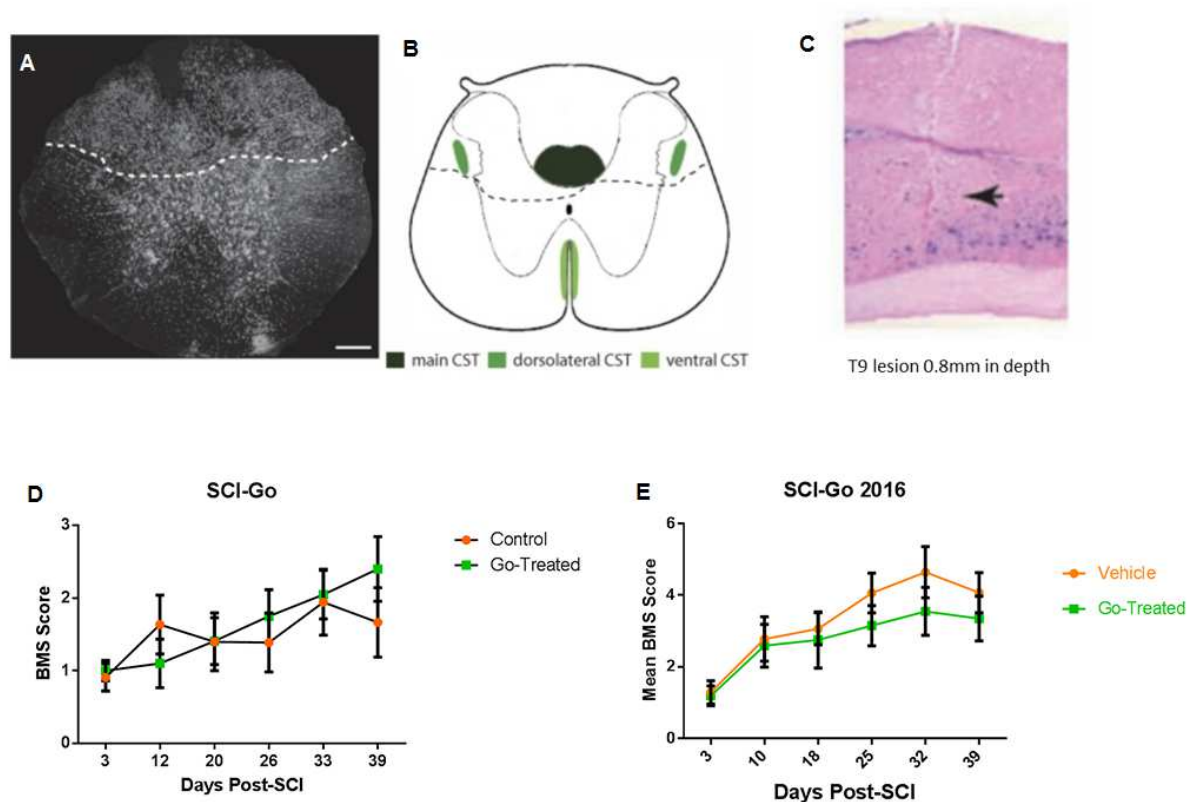 A
B
C
main CST dorsolateral CST ventral CST
T9 lesion 0.8mm in depth
D
SCI-Go
BMS Score
3
2
1
0
3 12 20 26 33 39
Days Post-SCI
Control
Go-Treated
E
SCI-Go 2016
Mean BMS Score
6
4
2
0
3 10 18 25 32 39
Days Post-SCI
Vehicle
Go-Treated